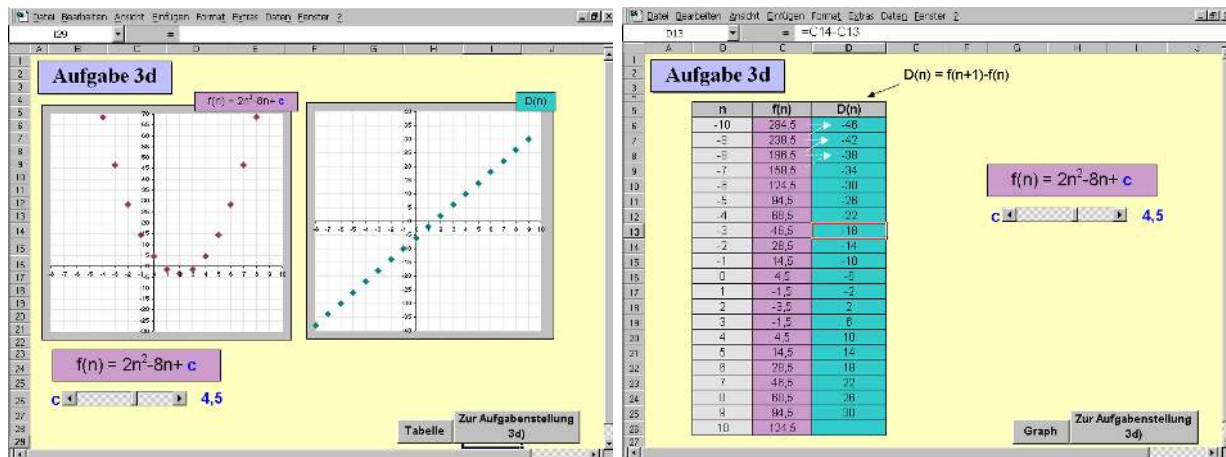 Datei Bearbeiten Ansicht Einfügen Format Extras Daten Fenster ?
I29 =
A B C D E F G H I J
Aufgabe 3d
f(n) = 2n²-8n+ c
D(n)
f(n) = 2n²-8n+ c
c 4,5
Tabelle
Zur Aufgabenstellung
3d)
Datei Bearbeiten Ansicht Einfügen Format Extras Daten Fenster ?
D13 = =C14-C13
Aufgabe 3d
D(n) = f(n+1)-f(n)
n f(n) D(n)
-10 284,5 -46
-9 238,5 -42
-8 196,5 -38
-7 158,5 -34
-6 124,5 -30
-5 94,5 -26
-4 68,5 -22
-3 46,5 -18
-2 28,5 -14
-1 14,5 -10
0 4,5 -6
1 -1,5 -2
2 -3,5 2
3 -1,5 6
4 4,5 10
5 14,5 14
6 28,5 18
7 46,5 22
8 68,5 26
9 94,5 30
10 124,5
f(n) = 2n²-8n+ c
c 4,5
Graph
Zur Aufgabenstellung
3d)